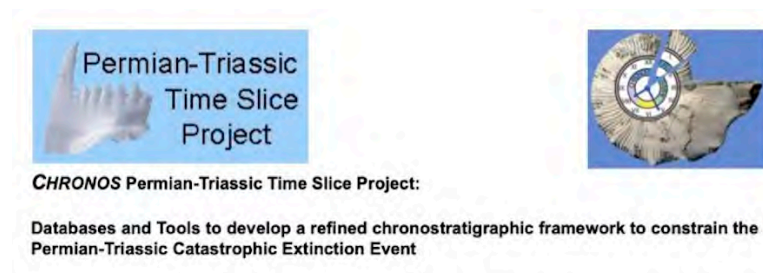 Permian-Triassic
Time Slice
Project
CHRONOS Permian-Triassic Time Slice Project:
Databases and Tools to develop a refined chronostratigraphic framework to constrain the
Permian-Triassic Catastrophic Extinction Event